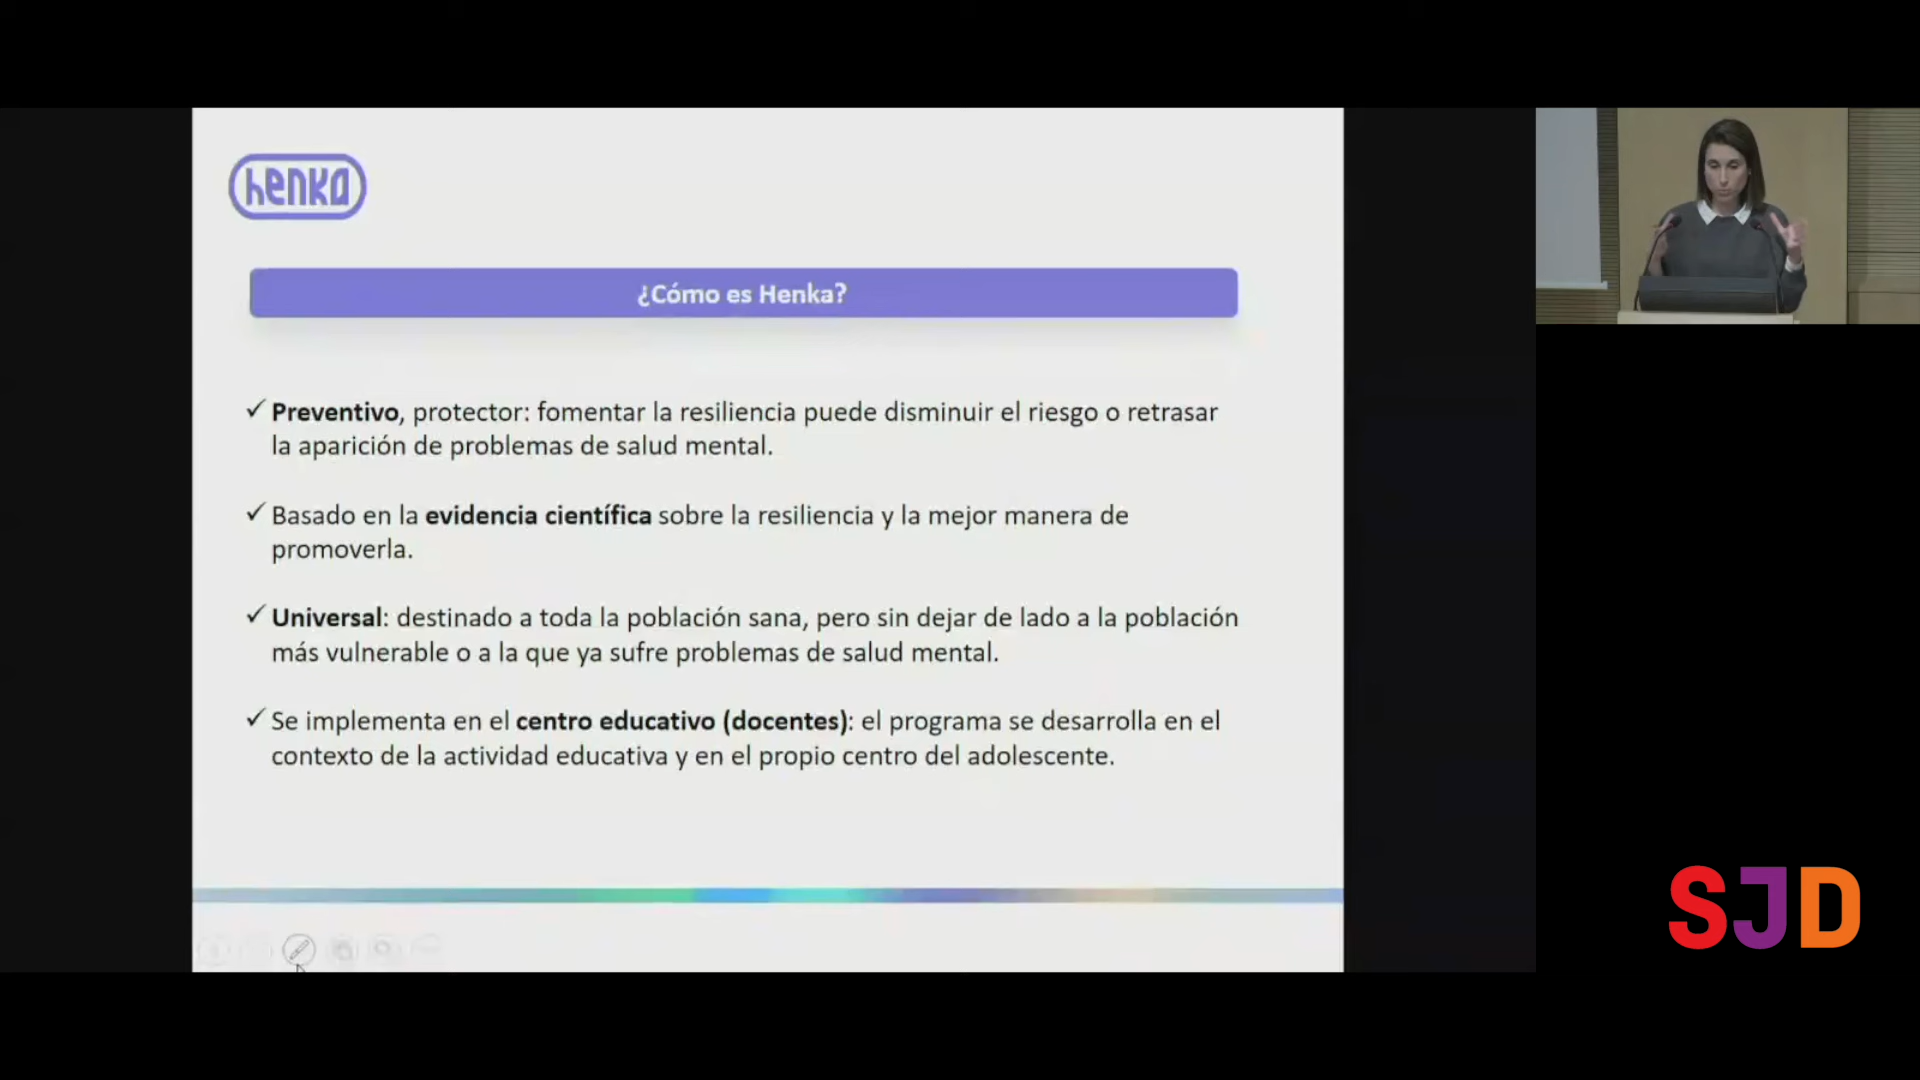 henka
¿Cómo es Henka?
✓ Preventivo, protector: fomentar la resiliencia puede disminuir el riesgo o retrasar
la aparición de problemas de salud mental.
✓ Basado en la evidencia científica sobre la resiliencia y la mejor manera de
promoverla.
✓ Universal: destinado a toda la población sana, pero sin dejar de lado a la población
más vulnerable o a la que ya sufre problemas de salud mental.
✓ Se implementa en el centro educativo (docentes): el programa se desarrolla en el
contexto de la actividad educativa y en el propio centro del adolescente.
SJD